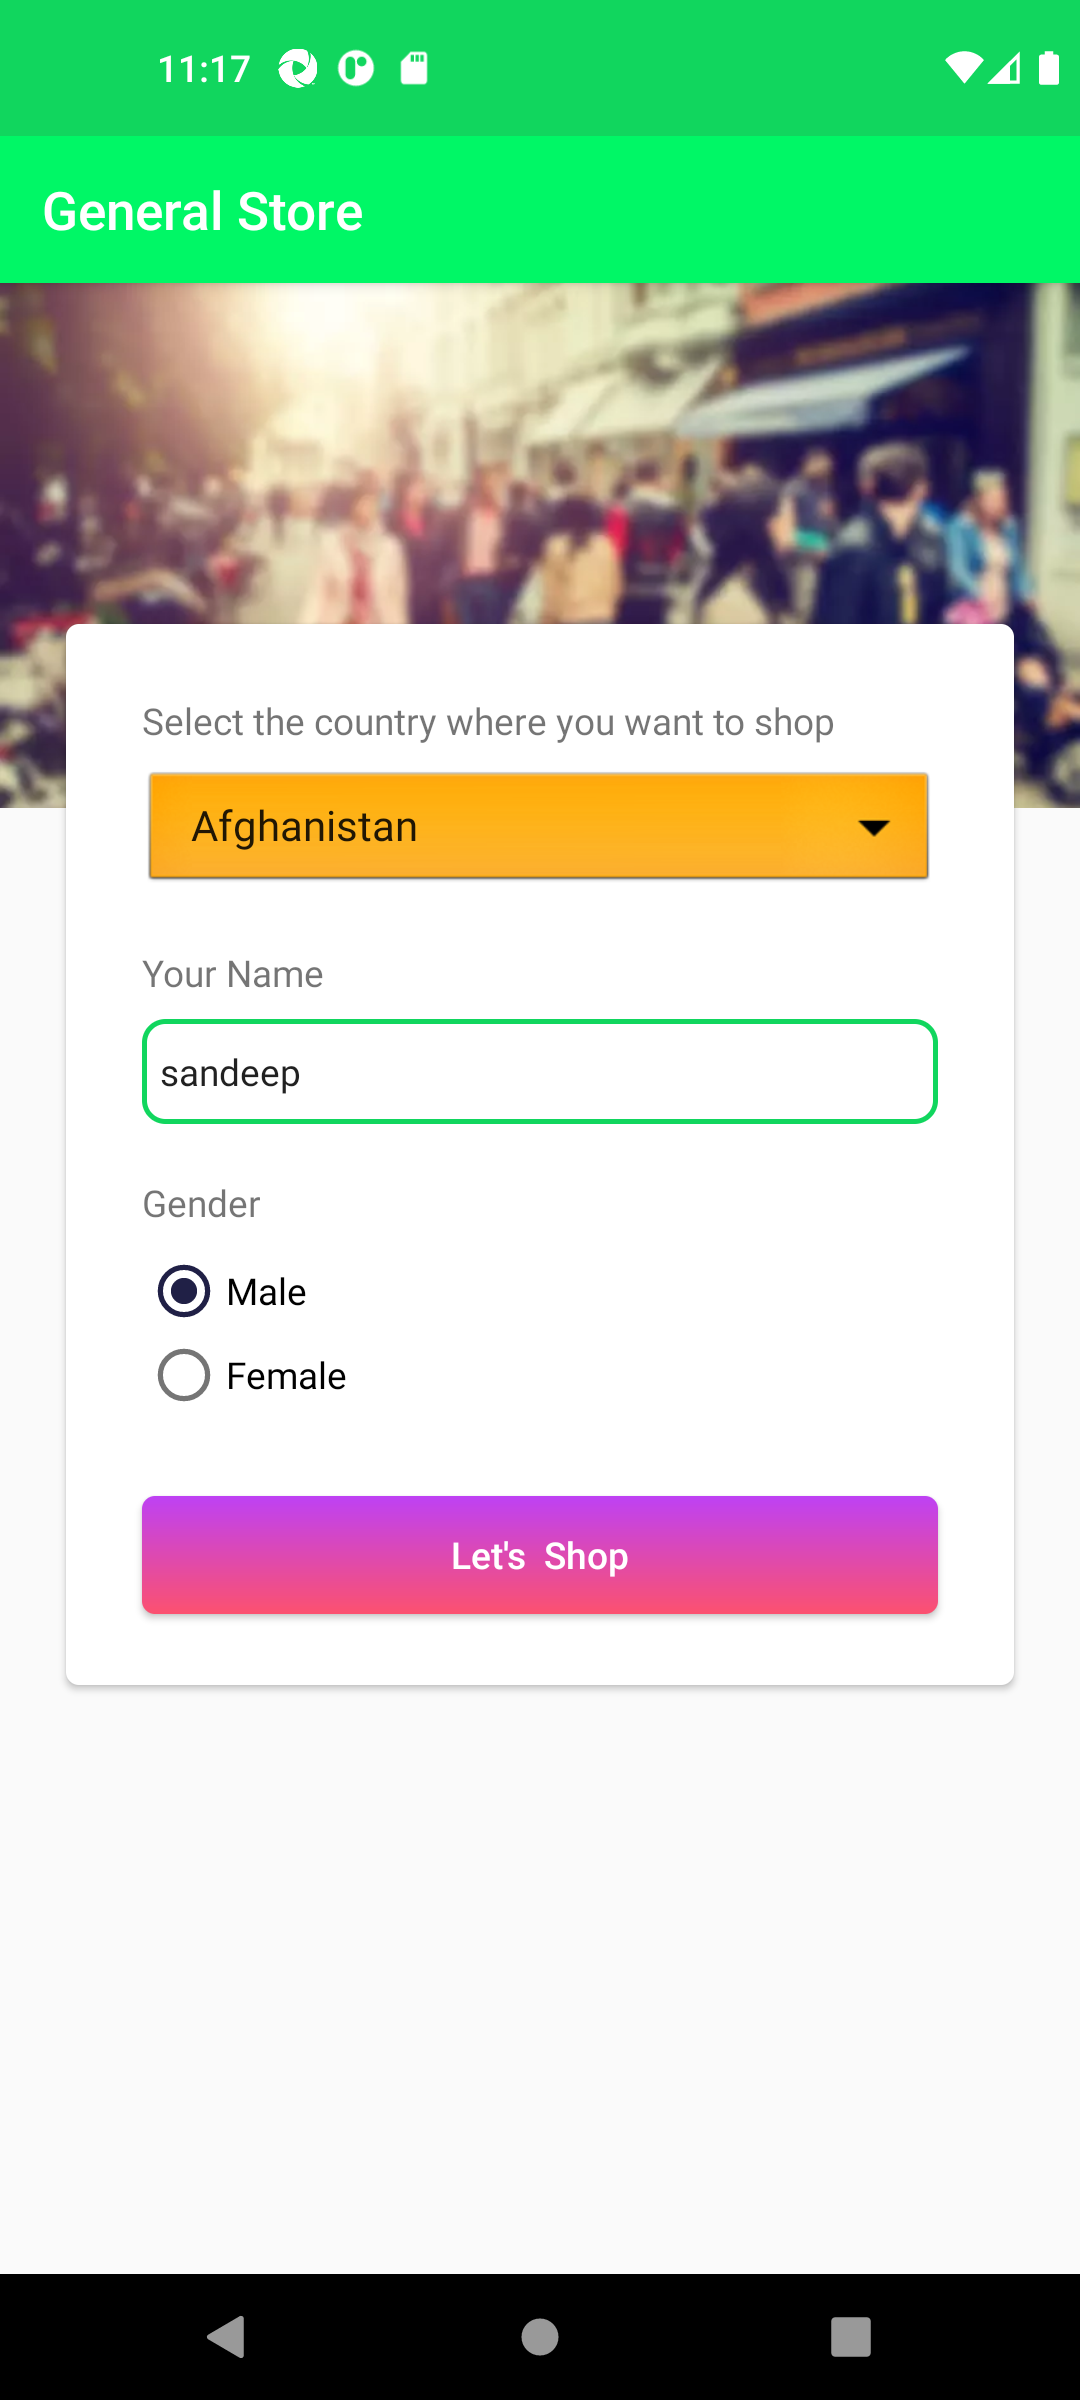 11:17
General Store
Select the country where you want to shop
Afghanistan
Your Name
sandeep
Gender
Male
Female
Let's  Shop